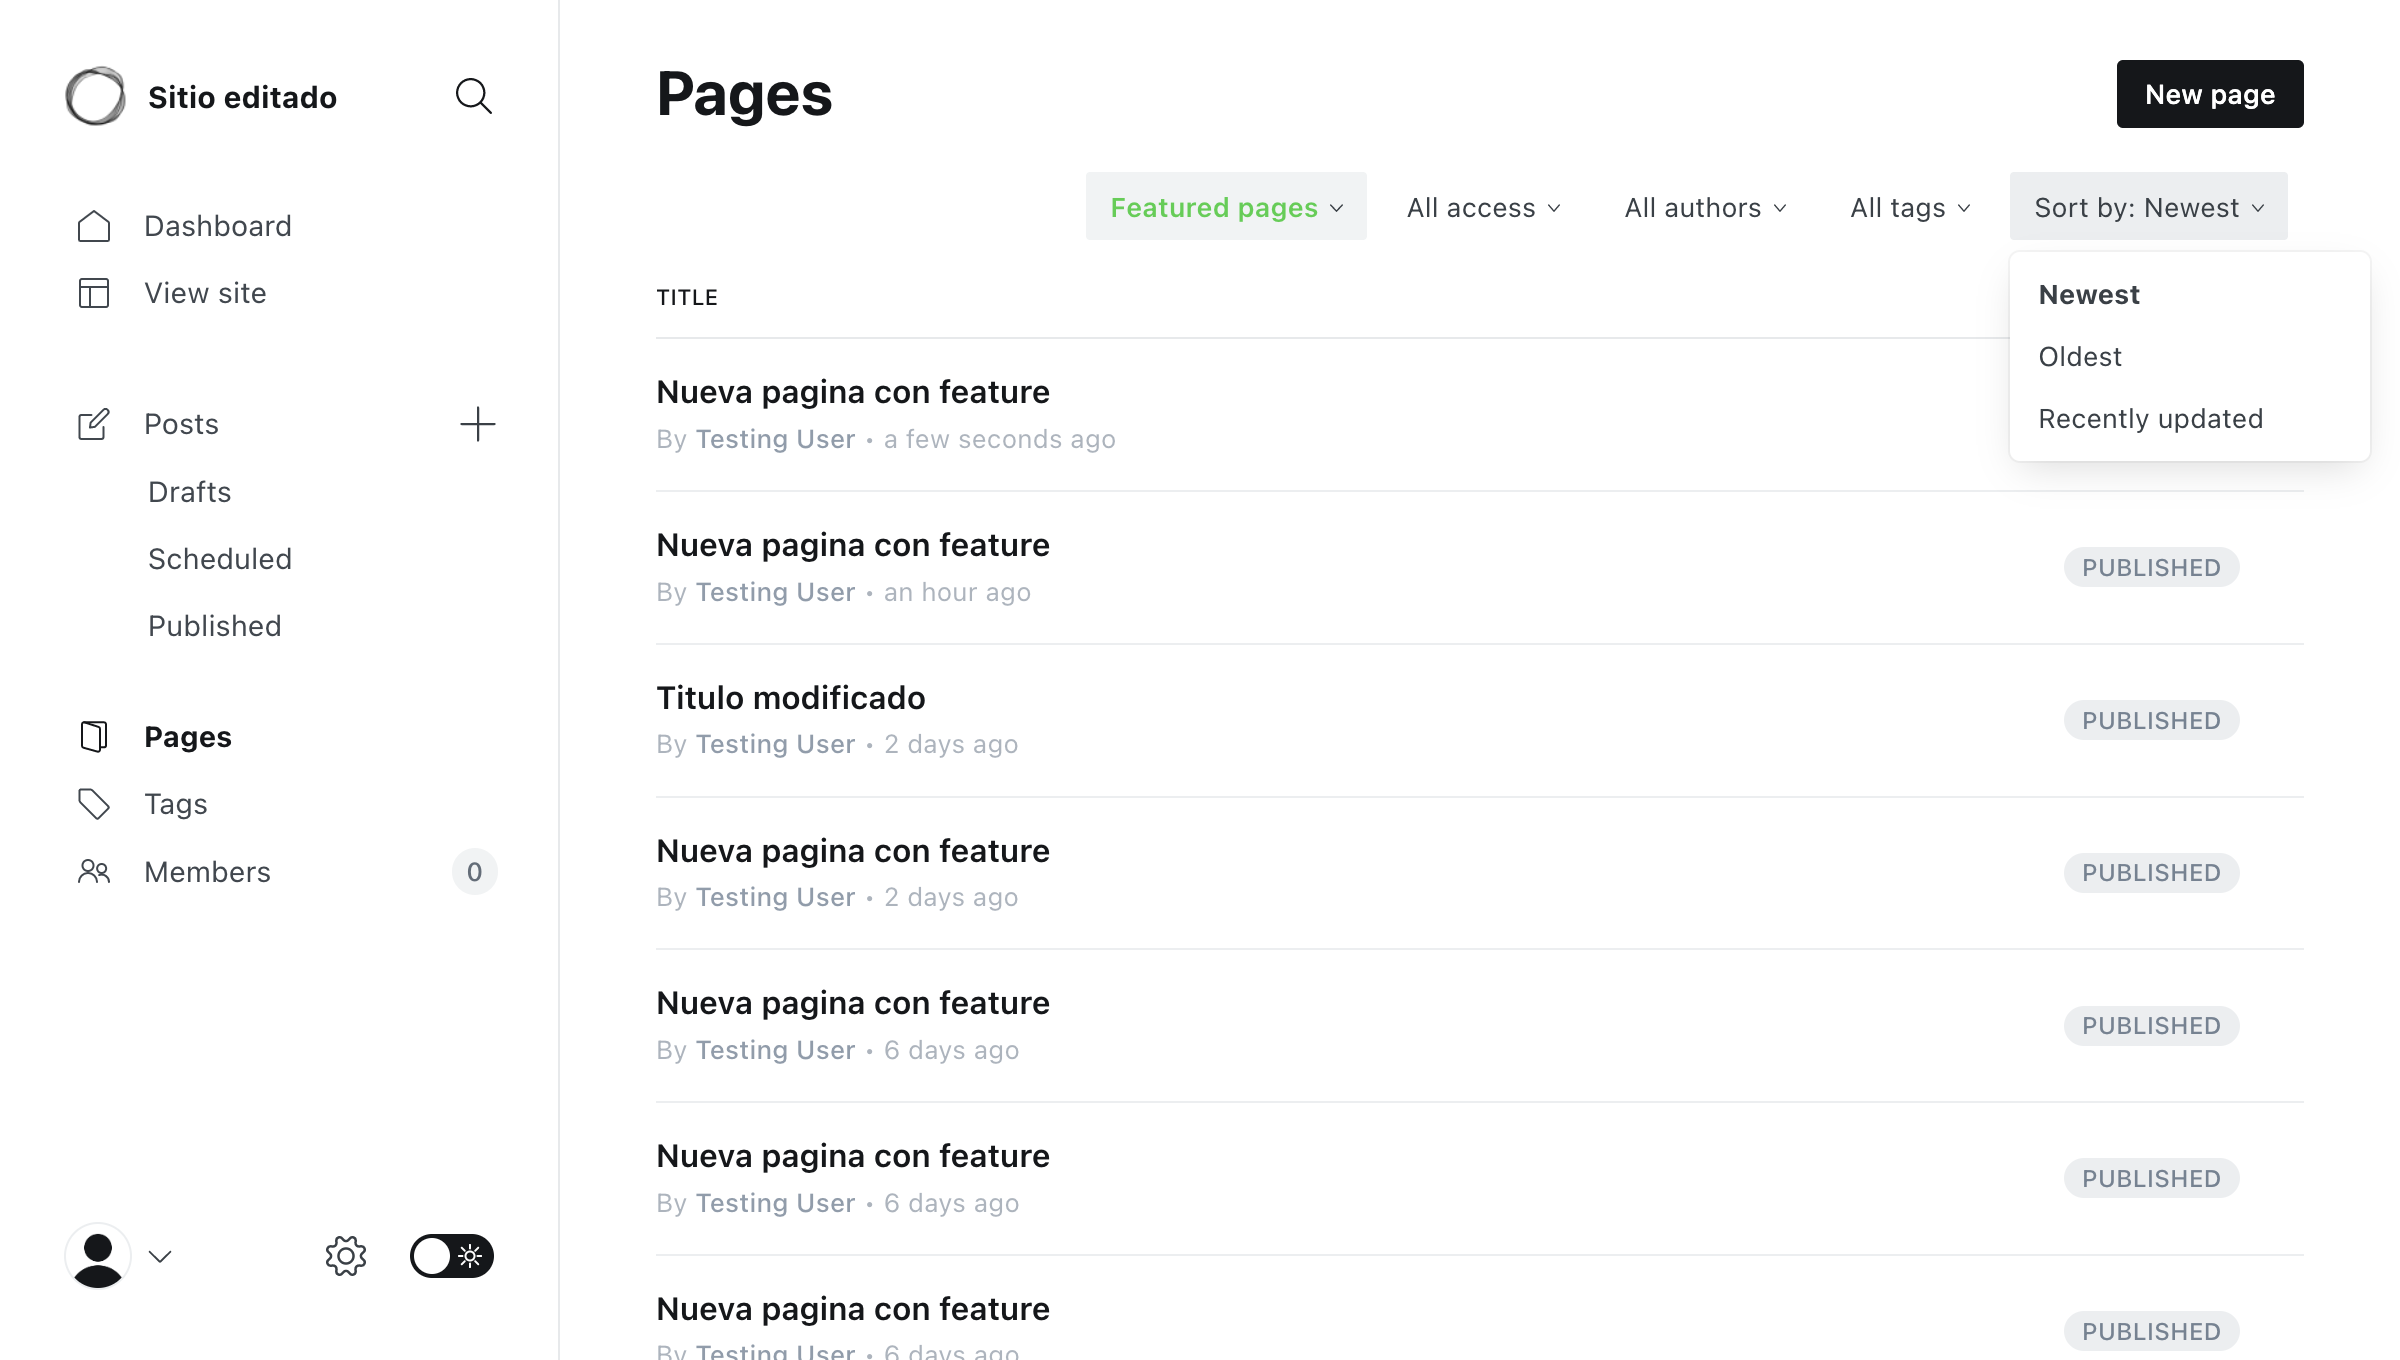 Sitio editado
Dashboard
View site
Posts
Drafts
Scheduled
Published
Pages
Tags
Members 0
Pages
New page
Featured pages All access All authors All tags Sort by: Newest
Newest
Oldest
Recently updated
TITLE
Nueva pagina con feature
By Testing User • a few seconds ago
Nueva pagina con feature
By Testing User • an hour ago
PUBLISHED
Titulo modificado
By Testing User • 2 days ago
PUBLISHED
Nueva pagina con feature
By Testing User • 2 days ago
PUBLISHED
Nueva pagina con feature
By Testing User • 6 days ago
PUBLISHED
Nueva pagina con feature
By Testing User • 6 days ago
PUBLISHED
Nueva pagina con feature
By Testing User • 6 days ago
PUBLISHED